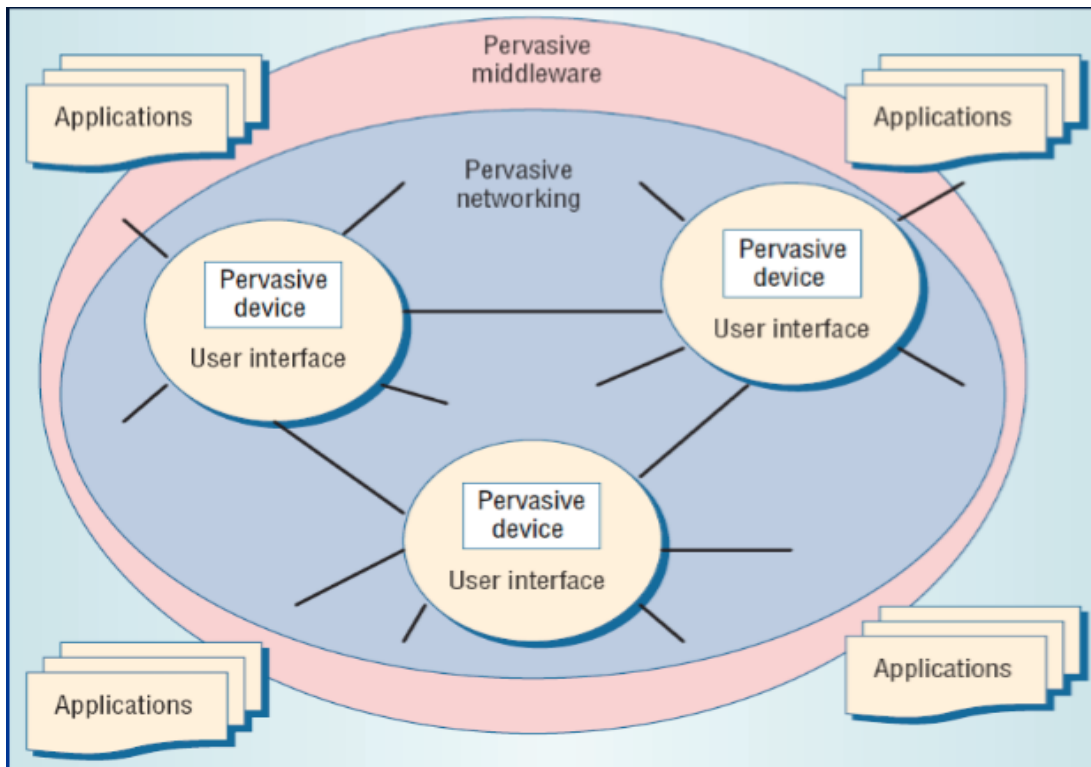 Pervasive
middleware
Applications
Applications
Pervasive
networking
Pervasive
device
User interface
Pervasive
device
User interface
Pervasive
device
User interface
Applications
Applications